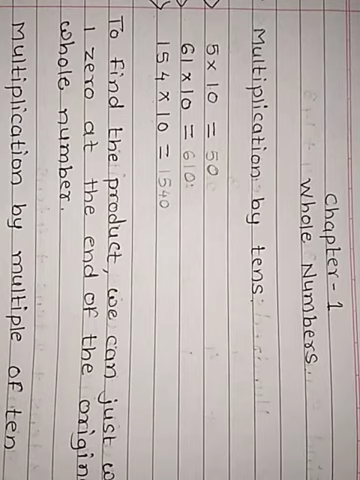 Chapter-1
Whole Numbers.
Multiplication by tens:
5 × 10 = 50
61 × 10 = 610
154 × 10 = 1540
To find the product, we can just
1 zero at the end of the
whole number.
Multiplication by multiple of ten